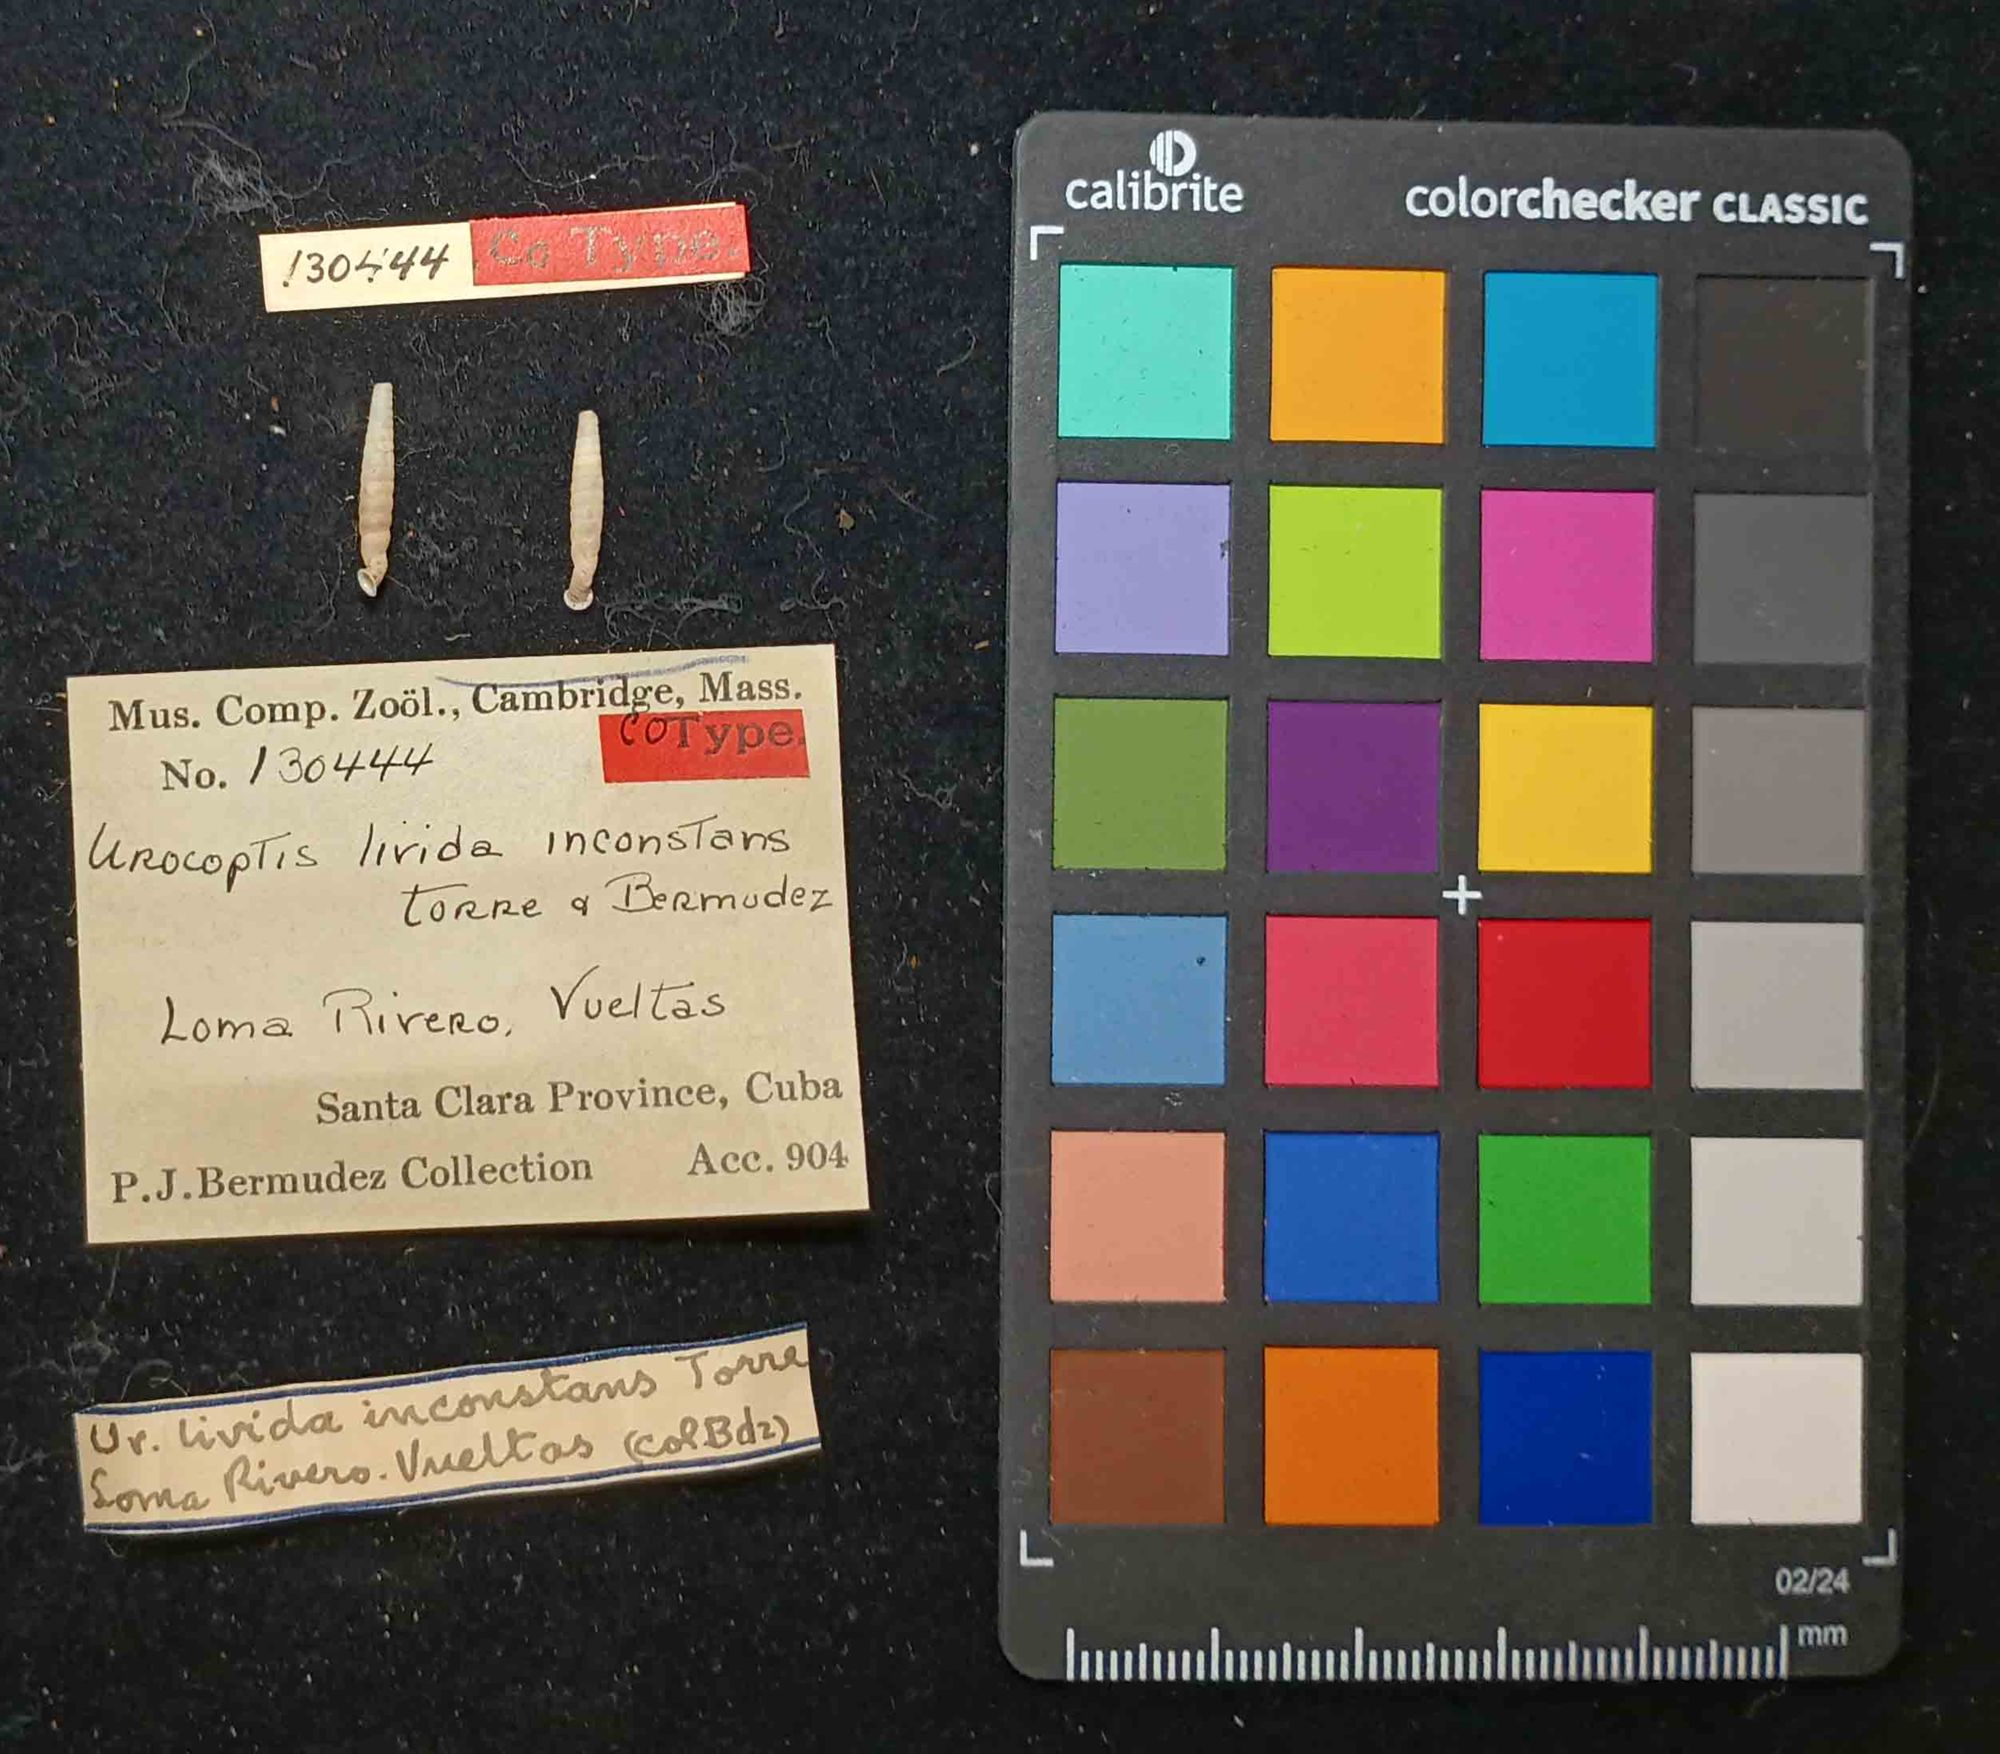 130444 Co Type.
Mus. Comp. Zoöl., Cambridge, Mass.
No. 130444 CoType.
Urocoptis livida inconstans
Torre & Bermudez
Loma Rivero, Vueltas
Santa Clara Province, Cuba
P.J.Bermudez Collection Acc. 904
Ur. livida inconstans Torre
Loma Rivero. Vueltas (Col Bdz)
calibrite
colorchecker CLASSIC
02/24
mm